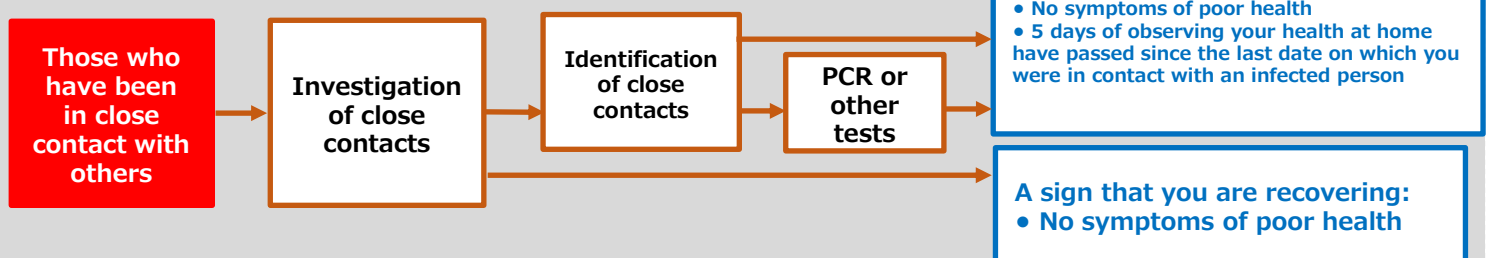 Those who
have been
in close
contact with
others
Investigation
of close
contacts
Identification
of close
contacts
PCR or
other
tests
● No symptoms of poor health
● 5 days of observing your health at home
have passed since the last date on which you
were in contact with an infected person
A sign that you are recovering:
● No symptoms of poor health